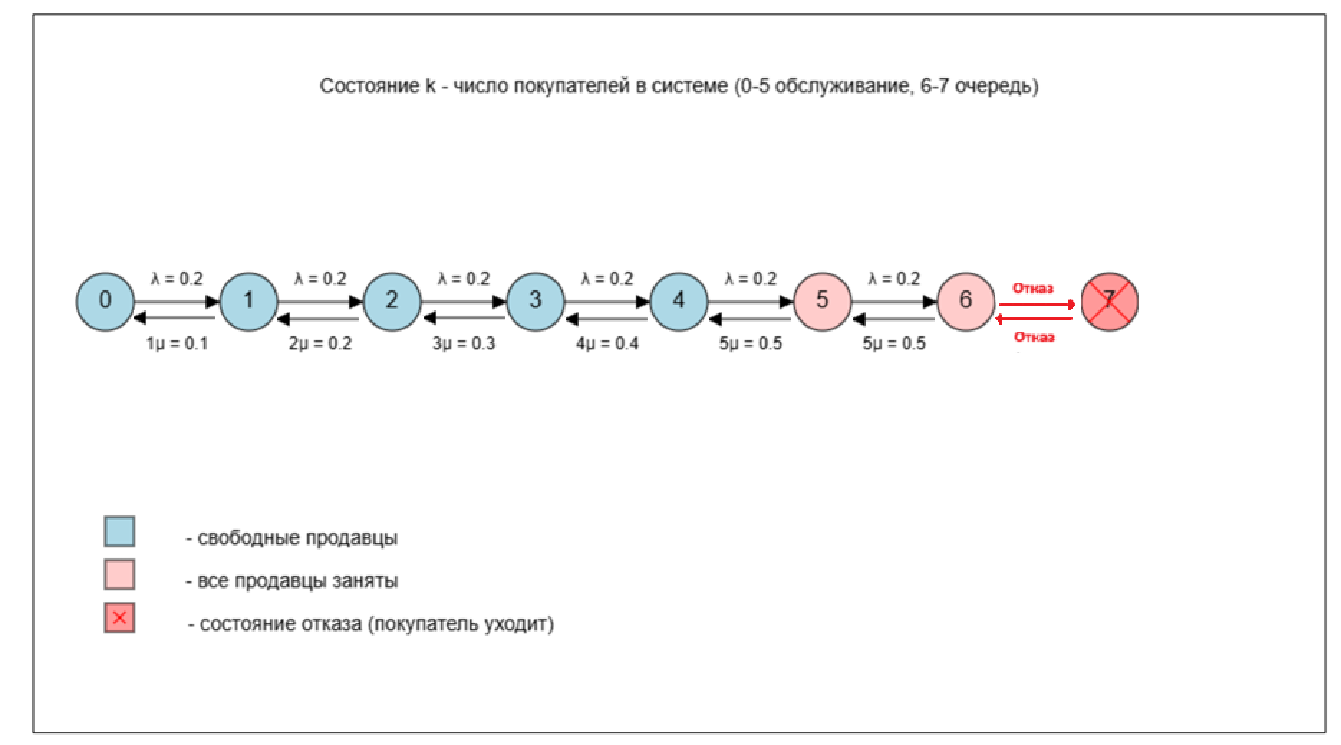 Состояние k - число покупателей в системе (0-5 обслуживание, 6-7 очередь)
λ = 0.2 λ = 0.2 λ = 0.2 λ = 0.2 λ = 0.2 λ = 0.2 Отказ
0 1 2 3 4 5 6 7
1μ = 0.1 2μ = 0.2 3μ = 0.3 4μ = 0.4 5μ = 0.5 5μ = 0.5 Отказ
- свободные продавцы
- все продавцы заняты
- состояние отказа (покупатель уходит)